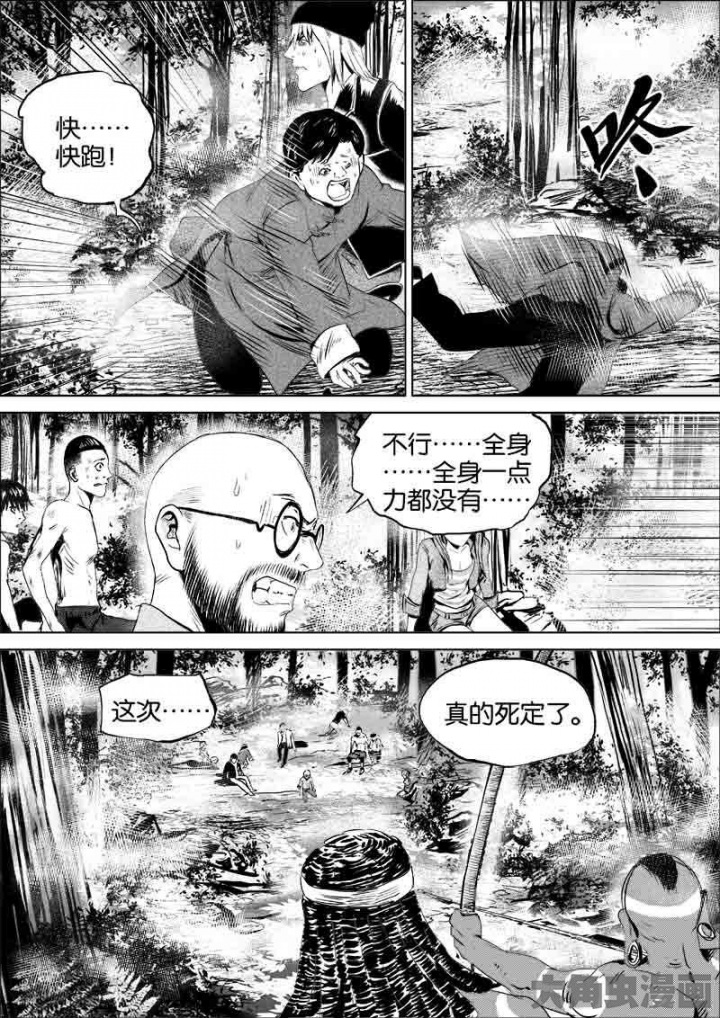 快……
快跑！
咚、
不行……全身
……全身一点
力都没有……
这次……
真的死定了。
大角虫漫画